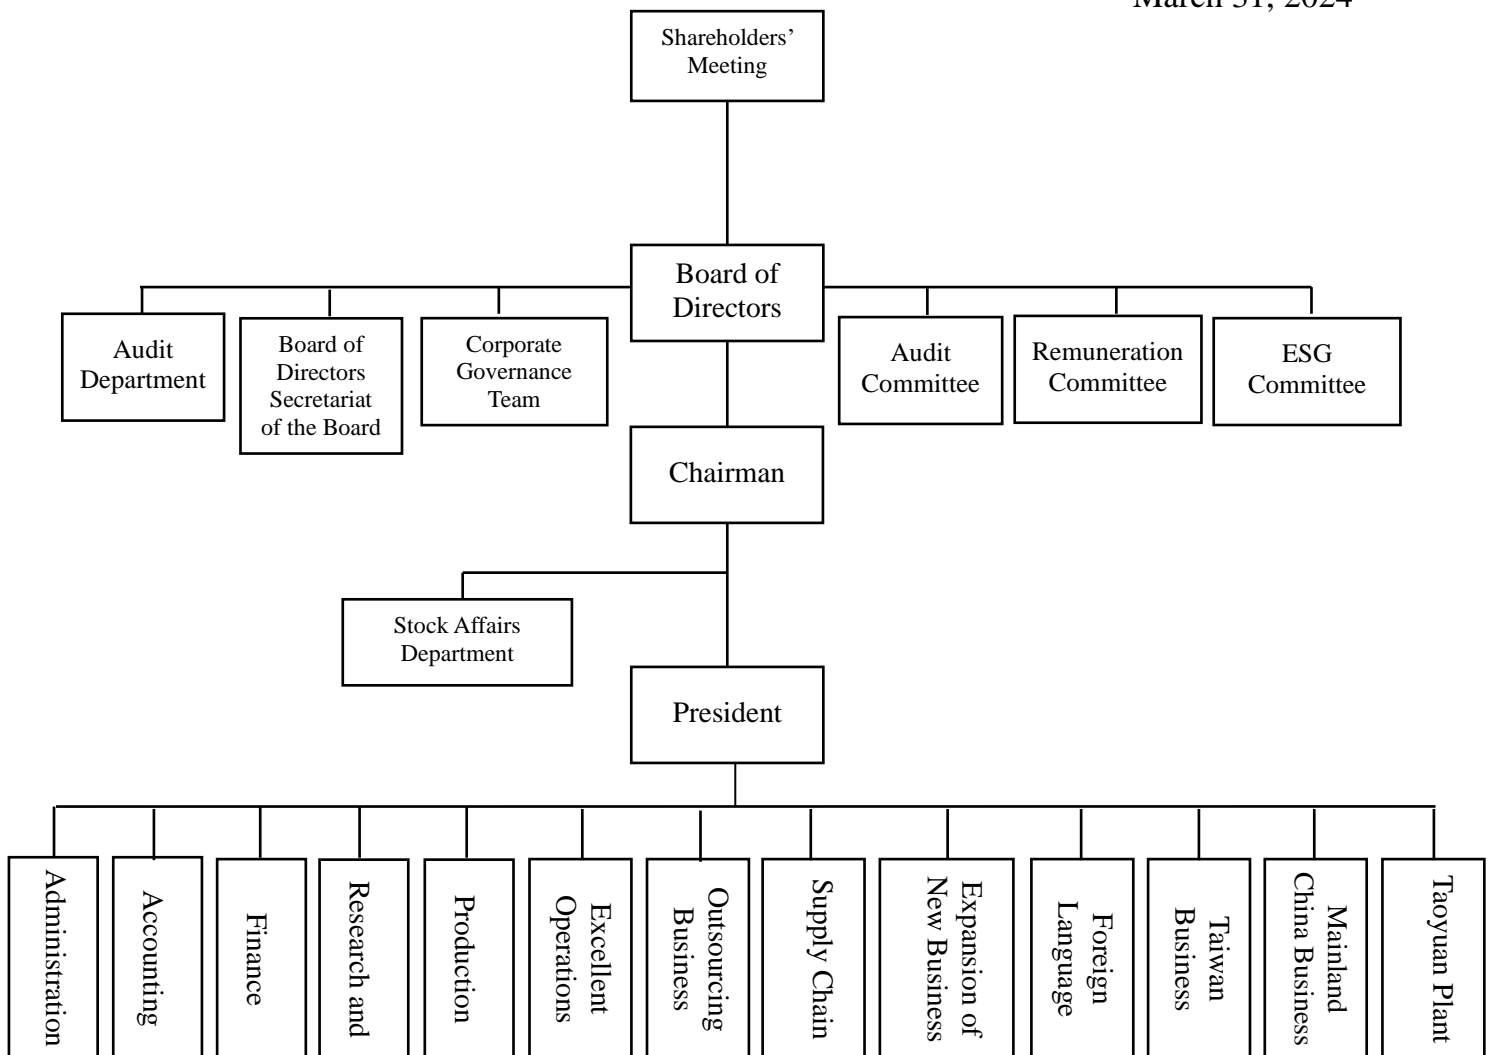 March 31, 2024
Shareholders’
Meeting
Board of
Directors
Audit
Department
Board of
Directors
Secretariat
of the Board
Corporate
Governance
Team
Audit
Committee
Remuneration
Committee
ESG
Committee
Chairman
Stock Affairs
Department
President
Administration
Accounting
Finance
Research and
Production
Excellent
Operations
Outsourcing
Business
Supply Chain
Expansion of
New Business
Foreign
Language
Taiwan
Business
Mainland
China Business
Taoyuan Plant